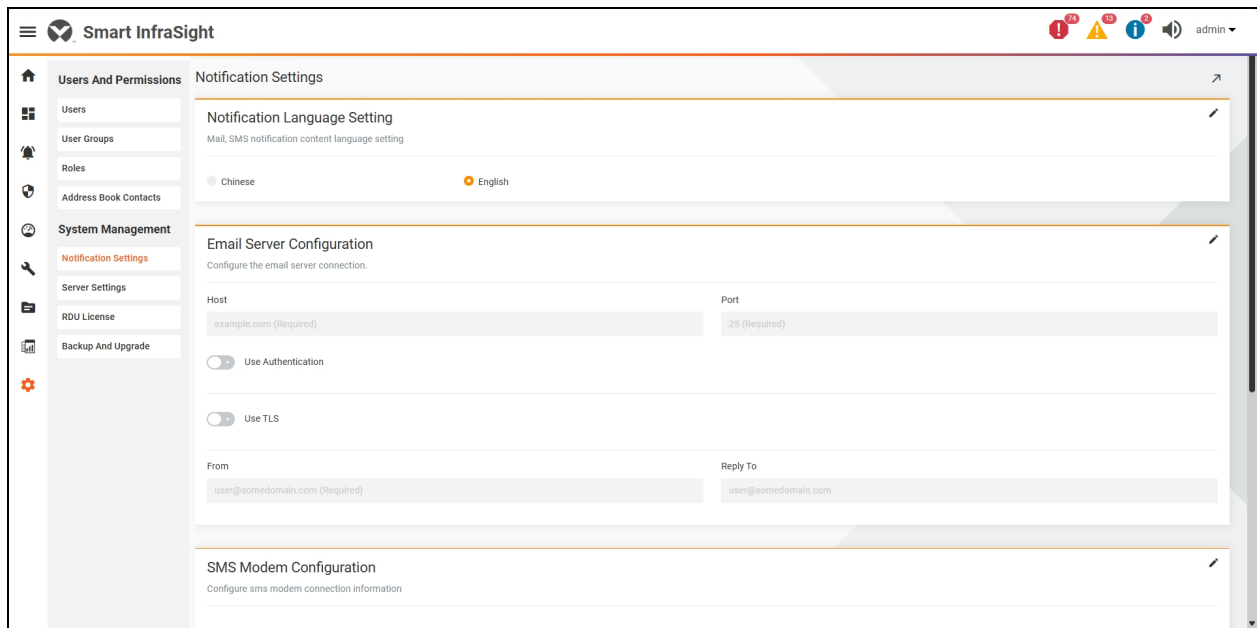 Smart InfraSight
74
13
2
admin
Users And Permissions
Users
User Groups
Roles
Address Book Contacts
System Management
Notification Settings
Server Settings
RDU License
Backup And Upgrade
Notification Settings
Notification Language Setting
Mail, SMS notification content language setting
Chinese
English
Email Server Configuration
Configure the email server connection.
Host
Port
example.com (Required)
25 (Required)
Use Authentication
Use TLS
From
Reply To
user@somedomain.com (Required)
user@somedomain.com
SMS Modem Configuration
Configure sms modem connection information